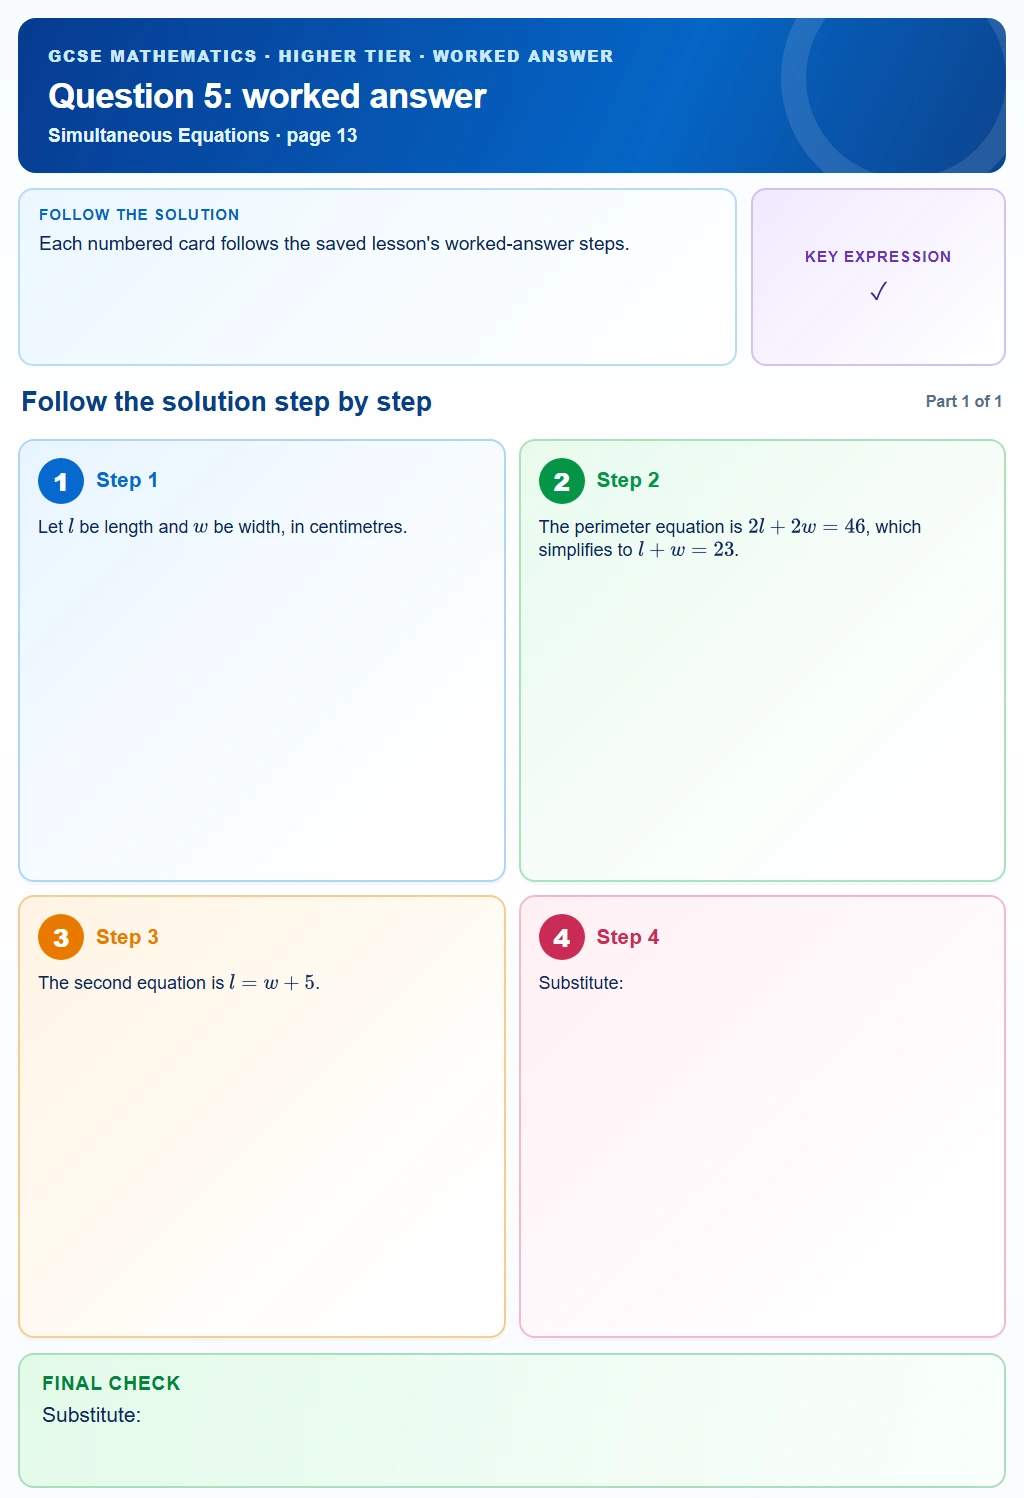 GCSE MATHEMATICS · HIGHER TIER · WORKED ANSWER
Question 5: worked answer
Simultaneous Equations · page 13
FOLLOW THE SOLUTION
Each numbered card follows the saved lesson's worked-answer steps.
KEY EXPRESSION
✓
Follow the solution step by step
Part 1 of 1
1 Step 1
Let l be length and w be width, in centimetres.
2 Step 2
The perimeter equation is 2l + 2w = 46, which
simplifies to l + w = 23.
3 Step 3
The second equation is l = w + 5.
4 Step 4
Substitute:
FINAL CHECK
Substitute: